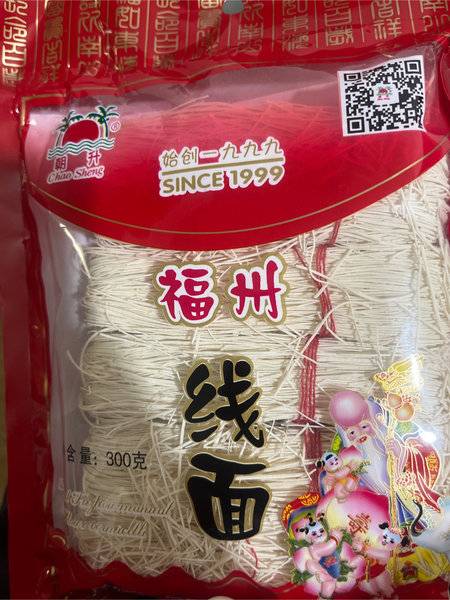 朝 升
®
Chao Sheng
始创一九九九
SINCE 1999
福州
线面
含量：300克